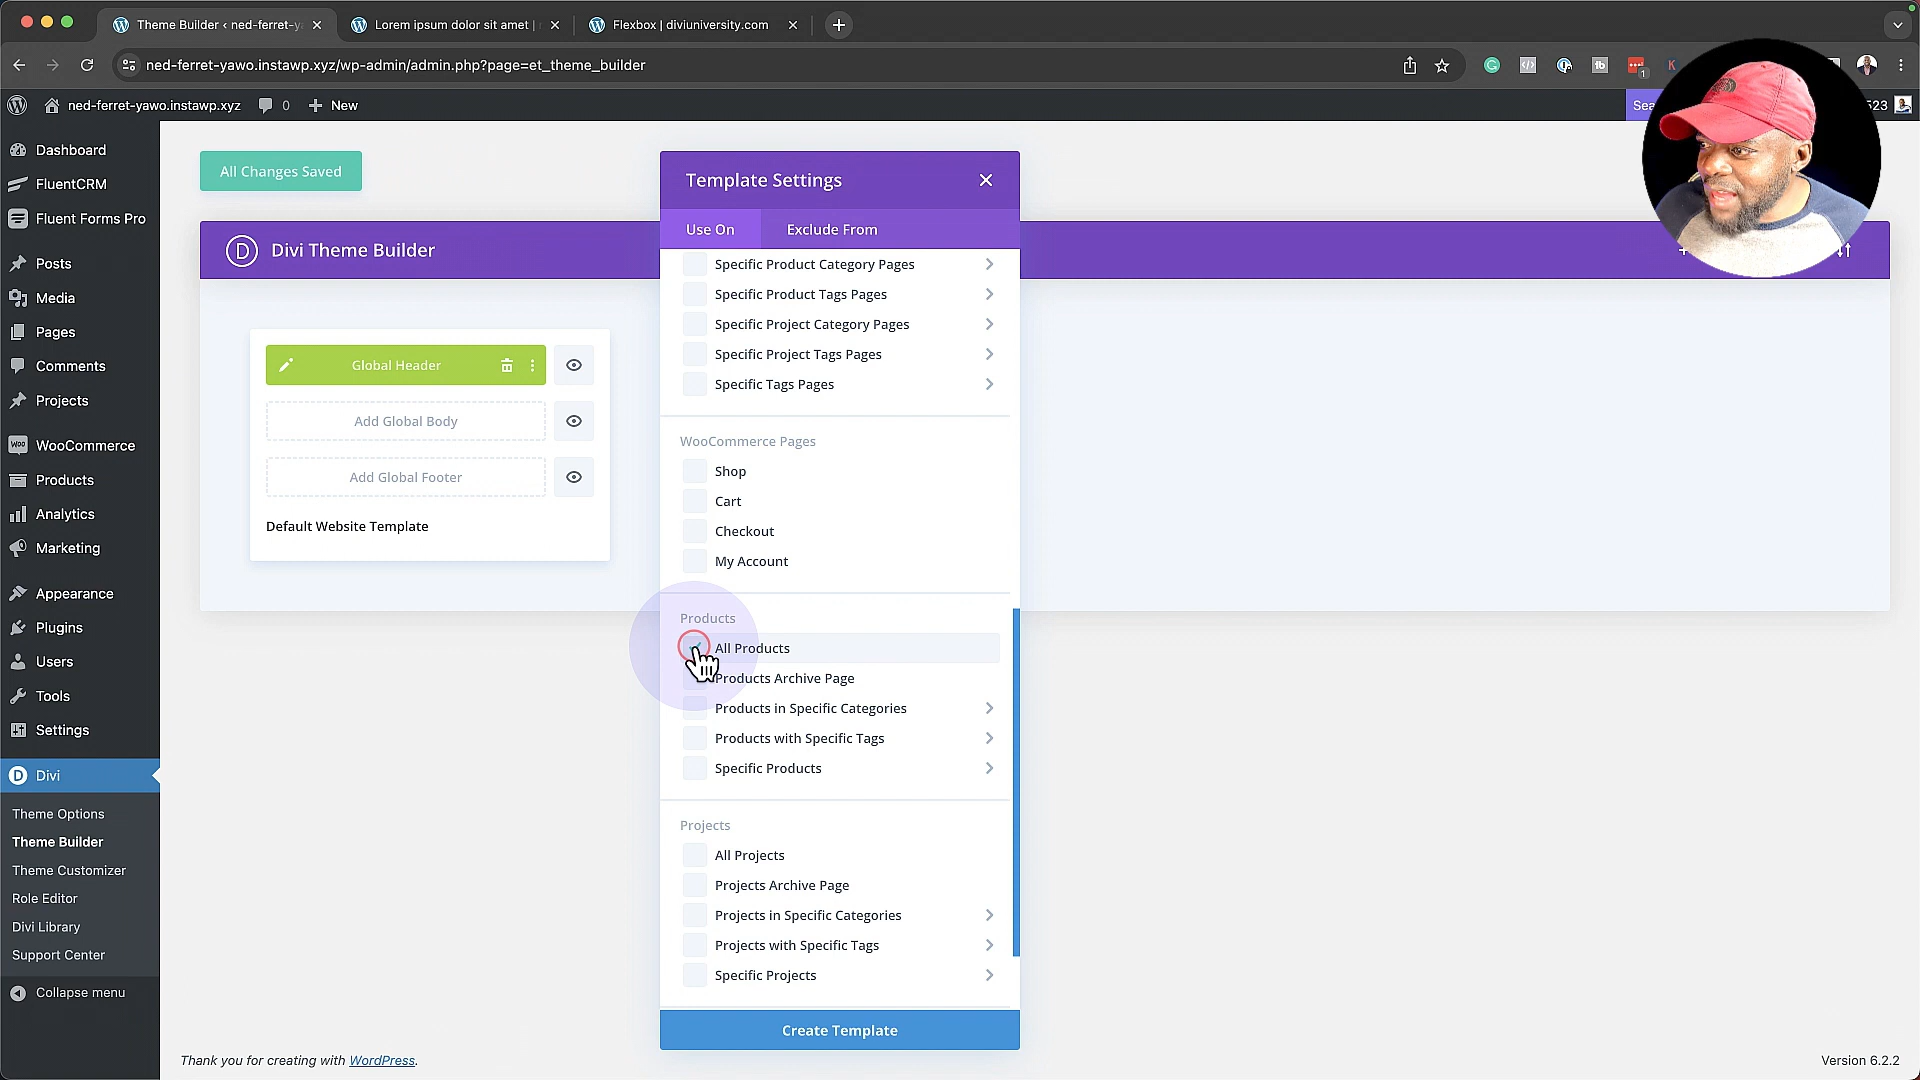 Theme Builder ‹ ned-ferret-y
Lorem ipsum dolor sit amet |
Flexbox | diviuniversity.com
ned-ferret-yawo.instawp.xyz/wp-admin/admin.php?page=et_theme_builder
ned-ferret-yawo.instawp.xyz
0
New
523
Dashboard
FluentCRM
Fluent Forms Pro
Posts
Media
Pages
Comments
Projects
WooCommerce
Products
Analytics
Marketing
Appearance
Plugins
Users
Tools
Settings
Divi
Theme Options
Theme Builder
Theme Customizer
Role Editor
Divi Library
Support Center
Collapse menu
All Changes Saved
Divi Theme Builder
Global Header
Add Global Body
Add Global Footer
Default Website Template
Template Settings
Use On
Exclude From
Specific Product Category Pages
Specific Product Tags Pages
Specific Project Category Pages
Specific Project Tags Pages
Specific Tags Pages
WooCommerce Pages
Shop
Cart
Checkout
My Account
Products
All Products
Products Archive Page
Products in Specific Categories
Products with Specific Tags
Specific Products
Projects
All Projects
Projects Archive Page
Projects in Specific Categories
Projects with Specific Tags
Specific Projects
Create Template
Thank you for creating with WordPress.
Version 6.2.2